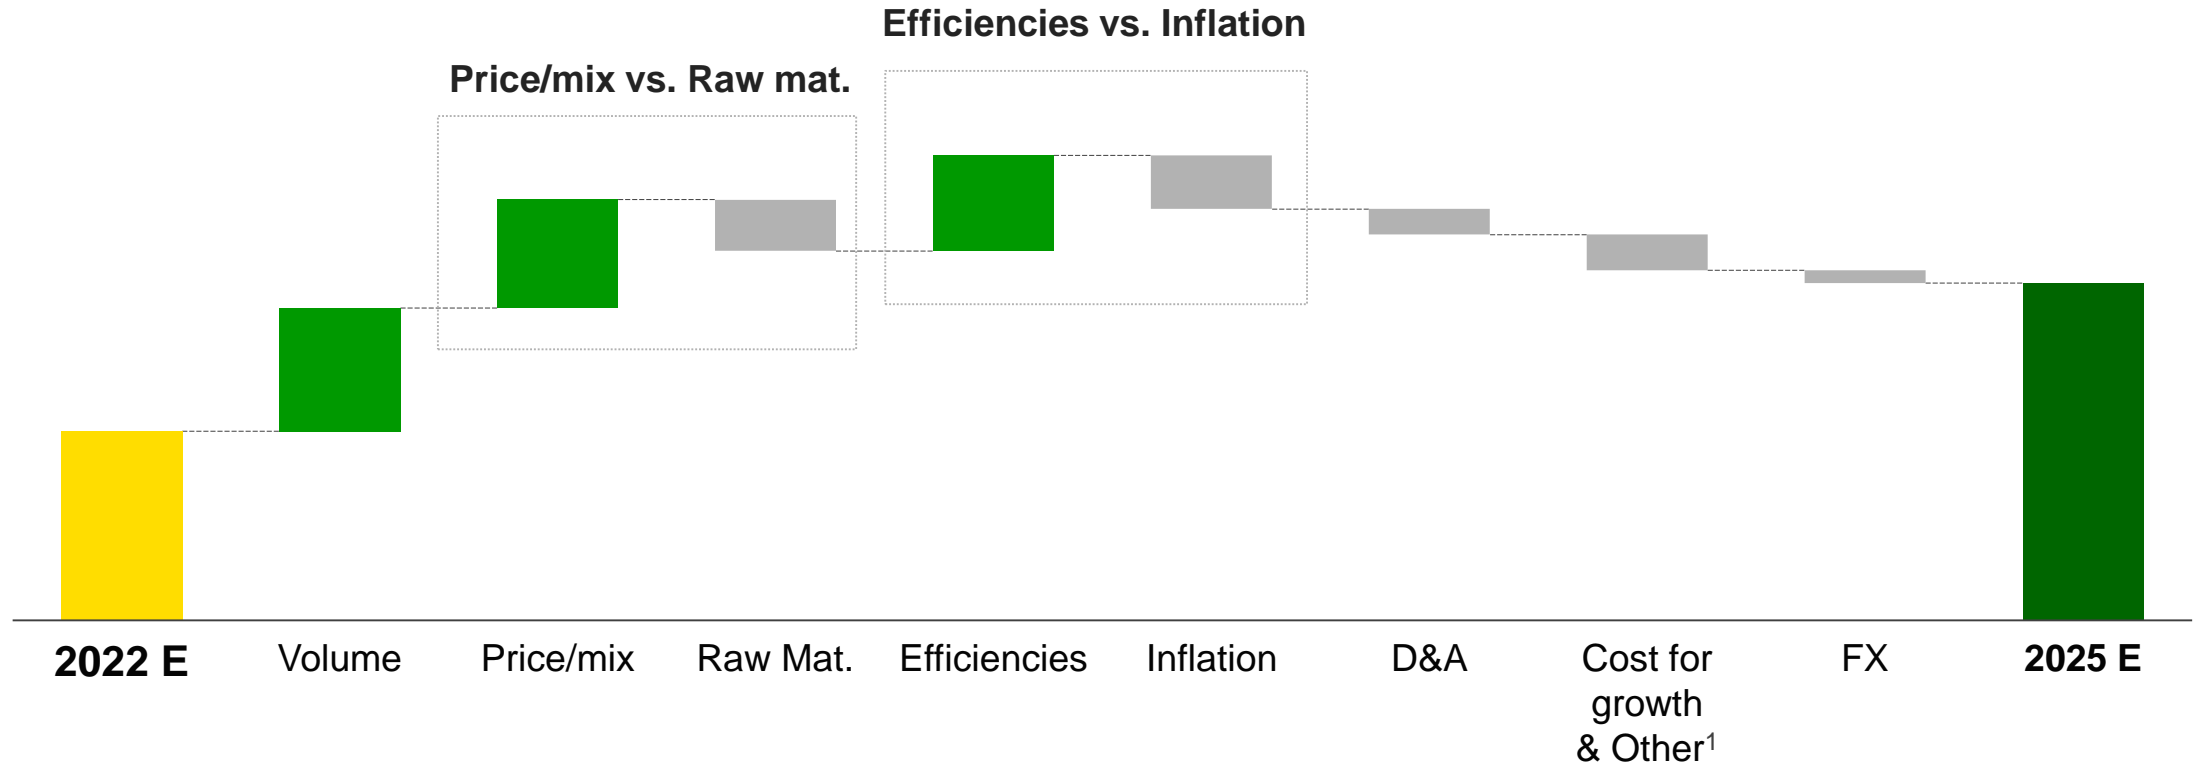 Efficiencies vs. Inflation
Price/mix vs. Raw mat.
2022 E
Volume
Price/mix
Raw Mat.
Efficiencies
Inflation
D&A
Cost for
growth
& Other¹
FX
2025 E